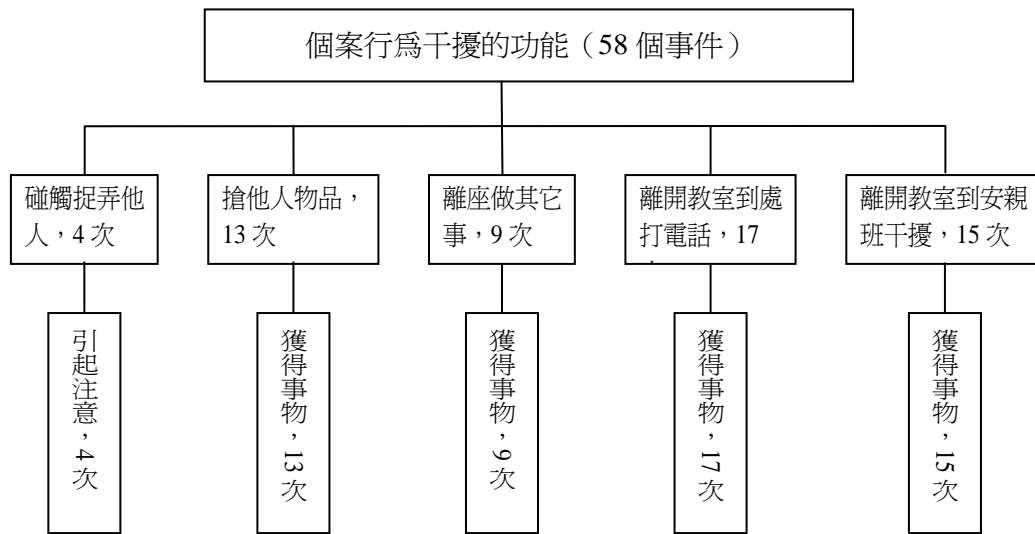 個案行爲干擾的功能（58 個事件）
碰觸捉弄他
人，4 次
搶他人物品，
13 次
離座做其它
事，9 次
離開教室到處
打電話，17
離開教室到安親
班干擾，15 次
引起注意，4次
獲得事物，13次
獲得事物，9次
獲得事物，17次
獲得事物，15次